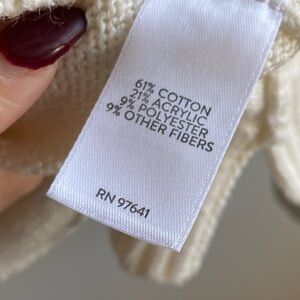 61% COTTON
21% ACRYLIC
9% POLYESTER
9% OTHER FIBERS
RN 97641